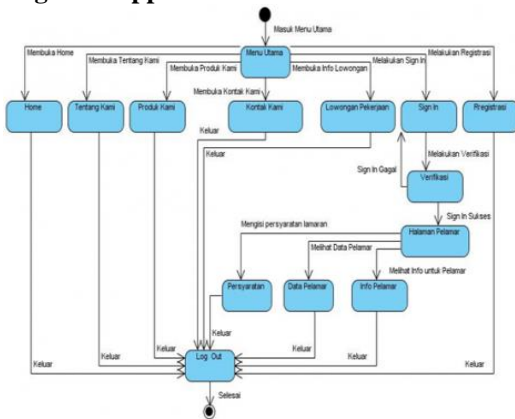 Masuk Menu Utama
Menu Utama
Membuka Home
Membuka Tentang Kami
Membuka Produk Kami
Membuka Kontak Kami
Membuka Info Lowongan
Melakukan Sign In
Melakukan Registrasi
Home
Tentang Kami
Produk Kami
Kontak Kami
Lowongan Pekerjaan
Sign In
Rregistrasi
Keluar
Keluar
Melakukan Verifikasi
Sign In Gagal
Verifikasi
Sign In Sukses
Halaman Pelamar
Mengisi persyaratan lamaran
Melihat Data Pelamar
Melihat Info untuk Pelamar
Persyaratan
Data Pelamar
Info Pelamar
Keluar
Keluar
Keluar
Keluar
Keluar
Keluar
Keluar
Log Out
Selesai